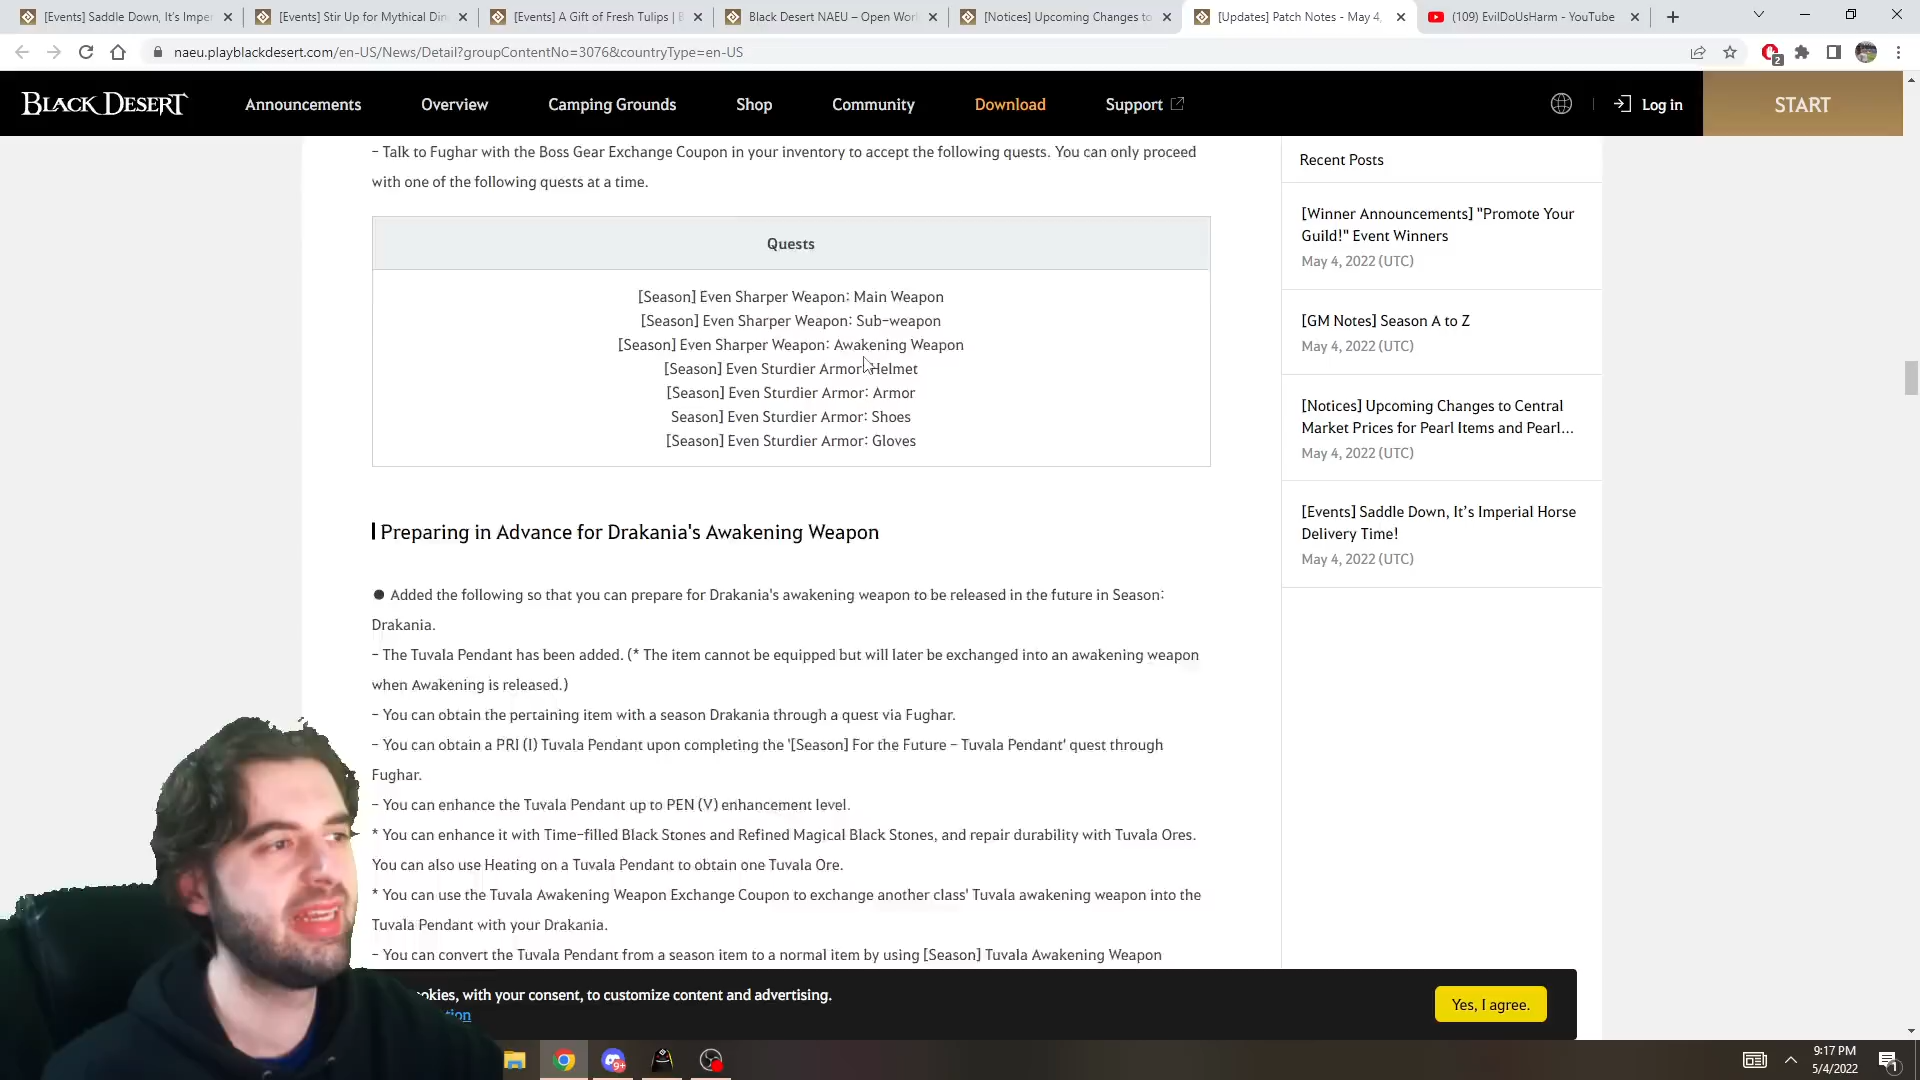 [Events] Saddle Down, It's Impe
[Events] Stir Up for Mythical Din
[Events] A Gift of Fresh Tulips | B
Black Desert NAEU – Open Worl
[Notices] Upcoming Changes to
[Updates] Patch Notes - May 4,
(109) EvilDoUsHarm - YouTube
naeu.playblackdesert.com/en-US/News/Detail?groupContentNo=3076&countryType=en-US
2
BLACK DESERT
Announcements
Overview
Camping Grounds
Shop
Community
Download
Support
Log in
START
– Talk to Fughar with the Boss Gear Exchange Coupon in your inventory to accept the following quests. You can only proceed
with one of the following quests at a time.
Quests
[Season] Even Sharper Weapon: Main Weapon
[Season] Even Sharper Weapon: Sub-weapon
[Season] Even Sharper Weapon: Awakening Weapon
[Season] Even Sturdier Armor: Helmet
[Season] Even Sturdier Armor: Armor
Season] Even Sturdier Armor: Shoes
[Season] Even Sturdier Armor: Gloves
Preparing in Advance for Drakania's Awakening Weapon
● Added the following so that you can prepare for Drakania's awakening weapon to be released in the future in Season:
Drakania.
– The Tuvala Pendant has been added. (* The item cannot be equipped but will later be exchanged into an awakening weapon
when Awakening is released.)
– You can obtain the pertaining item with a season Drakania through a quest via Fughar.
– You can obtain a PRI (I) Tuvala Pendant upon completing the '[Season] For the Future – Tuvala Pendant' quest through
Fughar.
– You can enhance the Tuvala Pendant up to PEN (V) enhancement level.
* You can enhance it with Time-filled Black Stones and Refined Magical Black Stones, and repair durability with Tuvala Ores.
You can also use Heating on a Tuvala Pendant to obtain one Tuvala Ore.
* You can use the Tuvala Awakening Weapon Exchange Coupon to exchange another class' Tuvala awakening weapon into the
Tuvala Pendant with your Drakania.
– You can convert the Tuvala Pendant from a season item to a normal item by using [Season] Tuvala Awakening Weapon
Recent Posts
[Winner Announcements] "Promote Your
Guild!" Event Winners
May 4, 2022 (UTC)
[GM Notes] Season A to Z
May 4, 2022 (UTC)
[Notices] Upcoming Changes to Central
Market Prices for Pearl Items and Pearl...
May 4, 2022 (UTC)
[Events] Saddle Down, It's Imperial Horse
Delivery Time!
May 4, 2022 (UTC)
okies, with your consent, to customize content and advertising.
tion
Yes, I agree.
9+
9:17 PM
5/4/2022
1